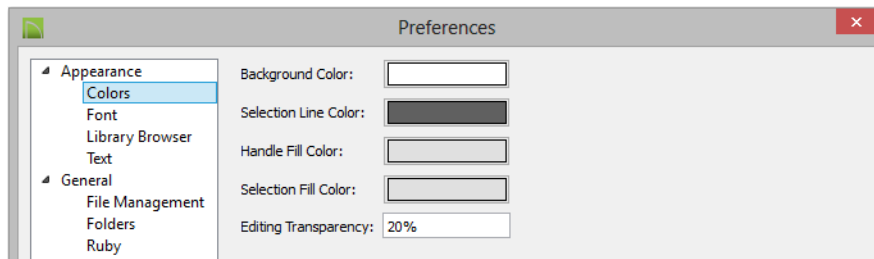 Preferences
Appearance
Colors
Font
Library Browser
Text
General
File Management
Folders
Ruby
Background Color:
Selection Line Color:
Handle Fill Color:
Selection Fill Color:
Editing Transparency: 20%